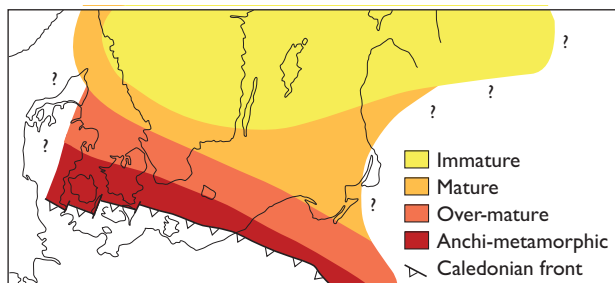 ?
?
?
?
?
?
Immature
Mature
Over-mature
Anchi-metamorphic
Caledonian front